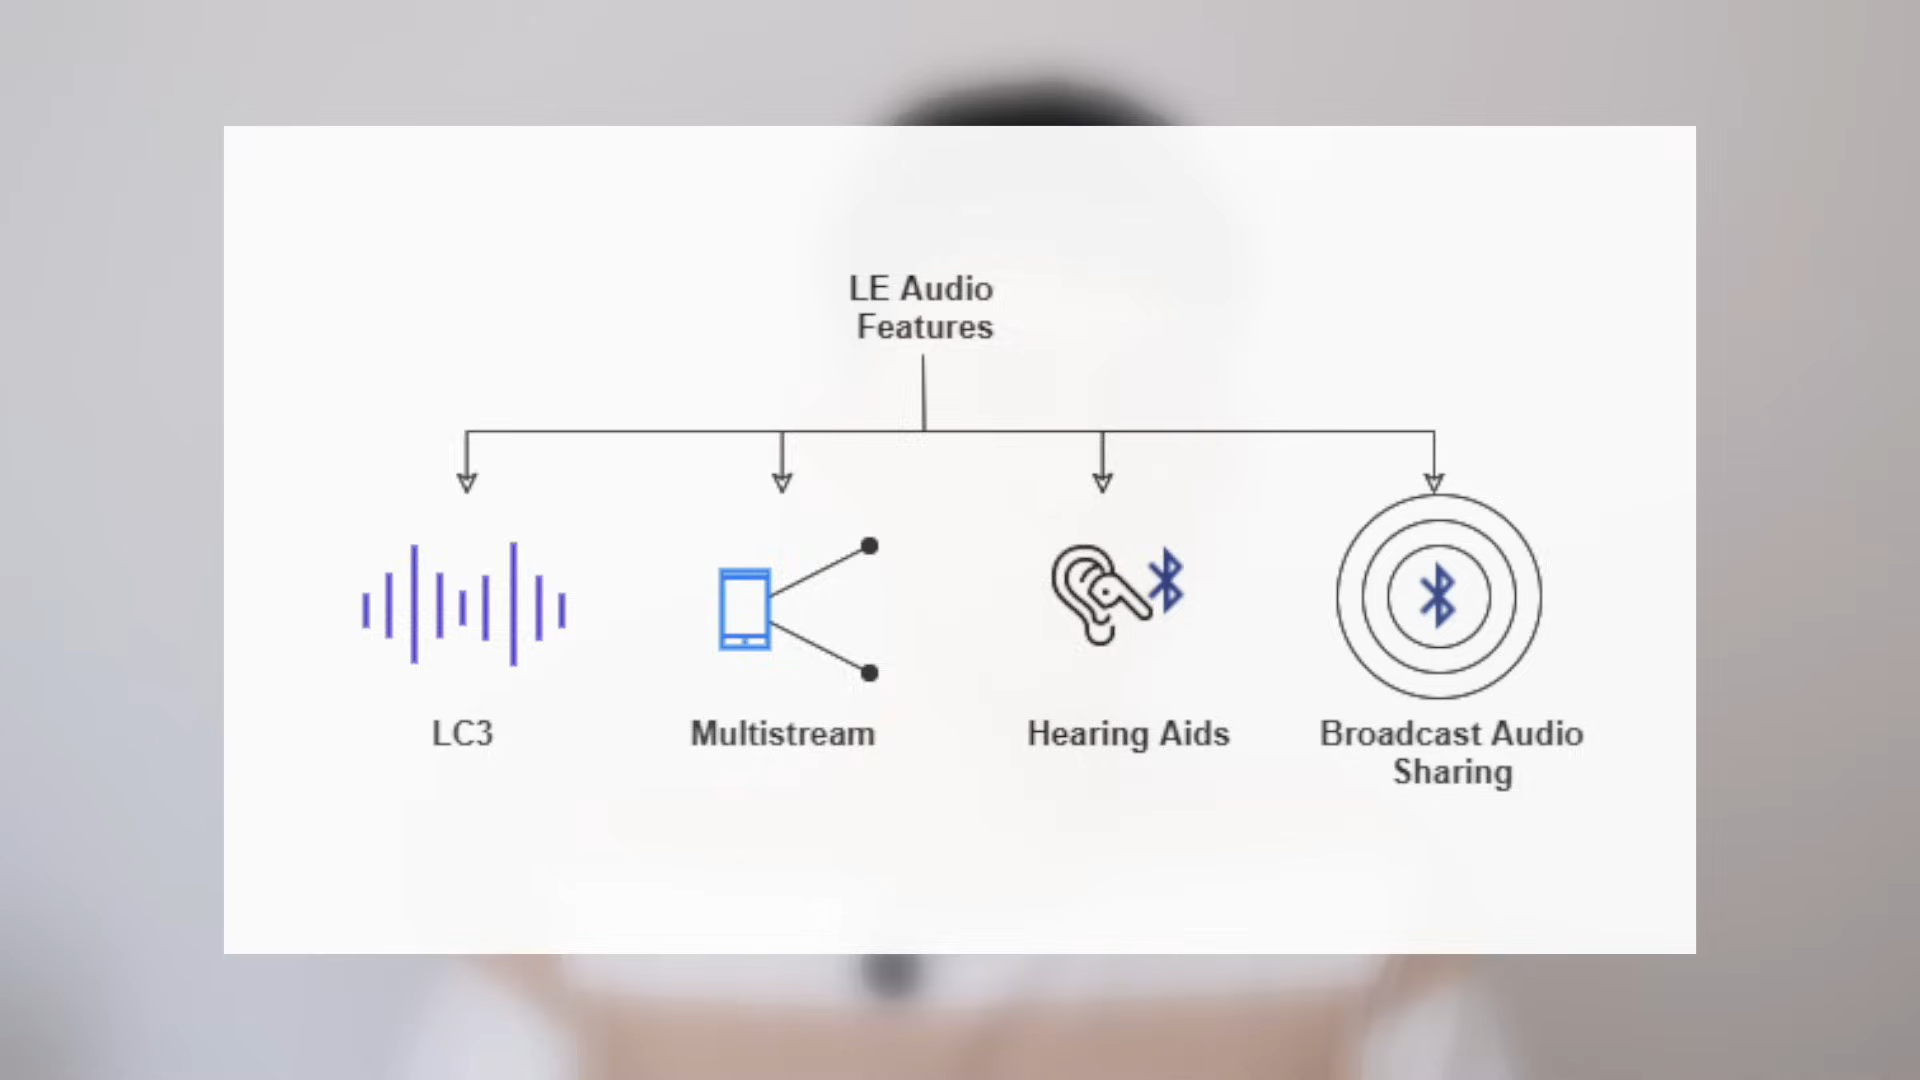 LE Audio
Features
LC3
Multistream
Hearing Aids
Broadcast Audio
Sharing